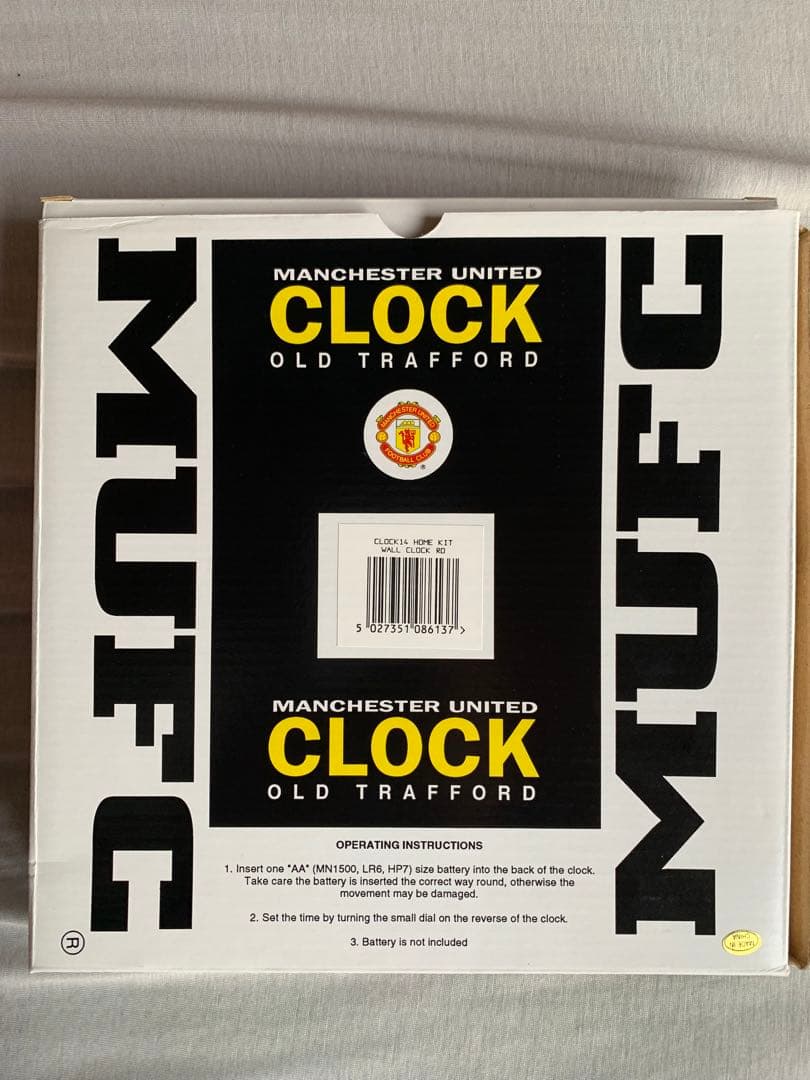 MUFC
®
MANCHESTER UNITED
CLOCK
OLD TRAFFORD
MANCHESTER UNITED
FOOTBALL CLUB
®
CLOCK14 HOME KIT
WALL CLOCK RD
5 027351 086137 >
MANCHESTER UNITED
CLOCK
OLD TRAFFORD
OPERATING INSTRUCTIONS
1. Insert one "AA" (MN1500, LR6, HP7) size battery into the back of the clock.
Take care the battery is inserted the correct way round, otherwise the
movement may be damaged.
2. Set the time by turning the small dial on the reverse of the clock.
3. Battery is not included
MUFC
MADE IN
CHINA